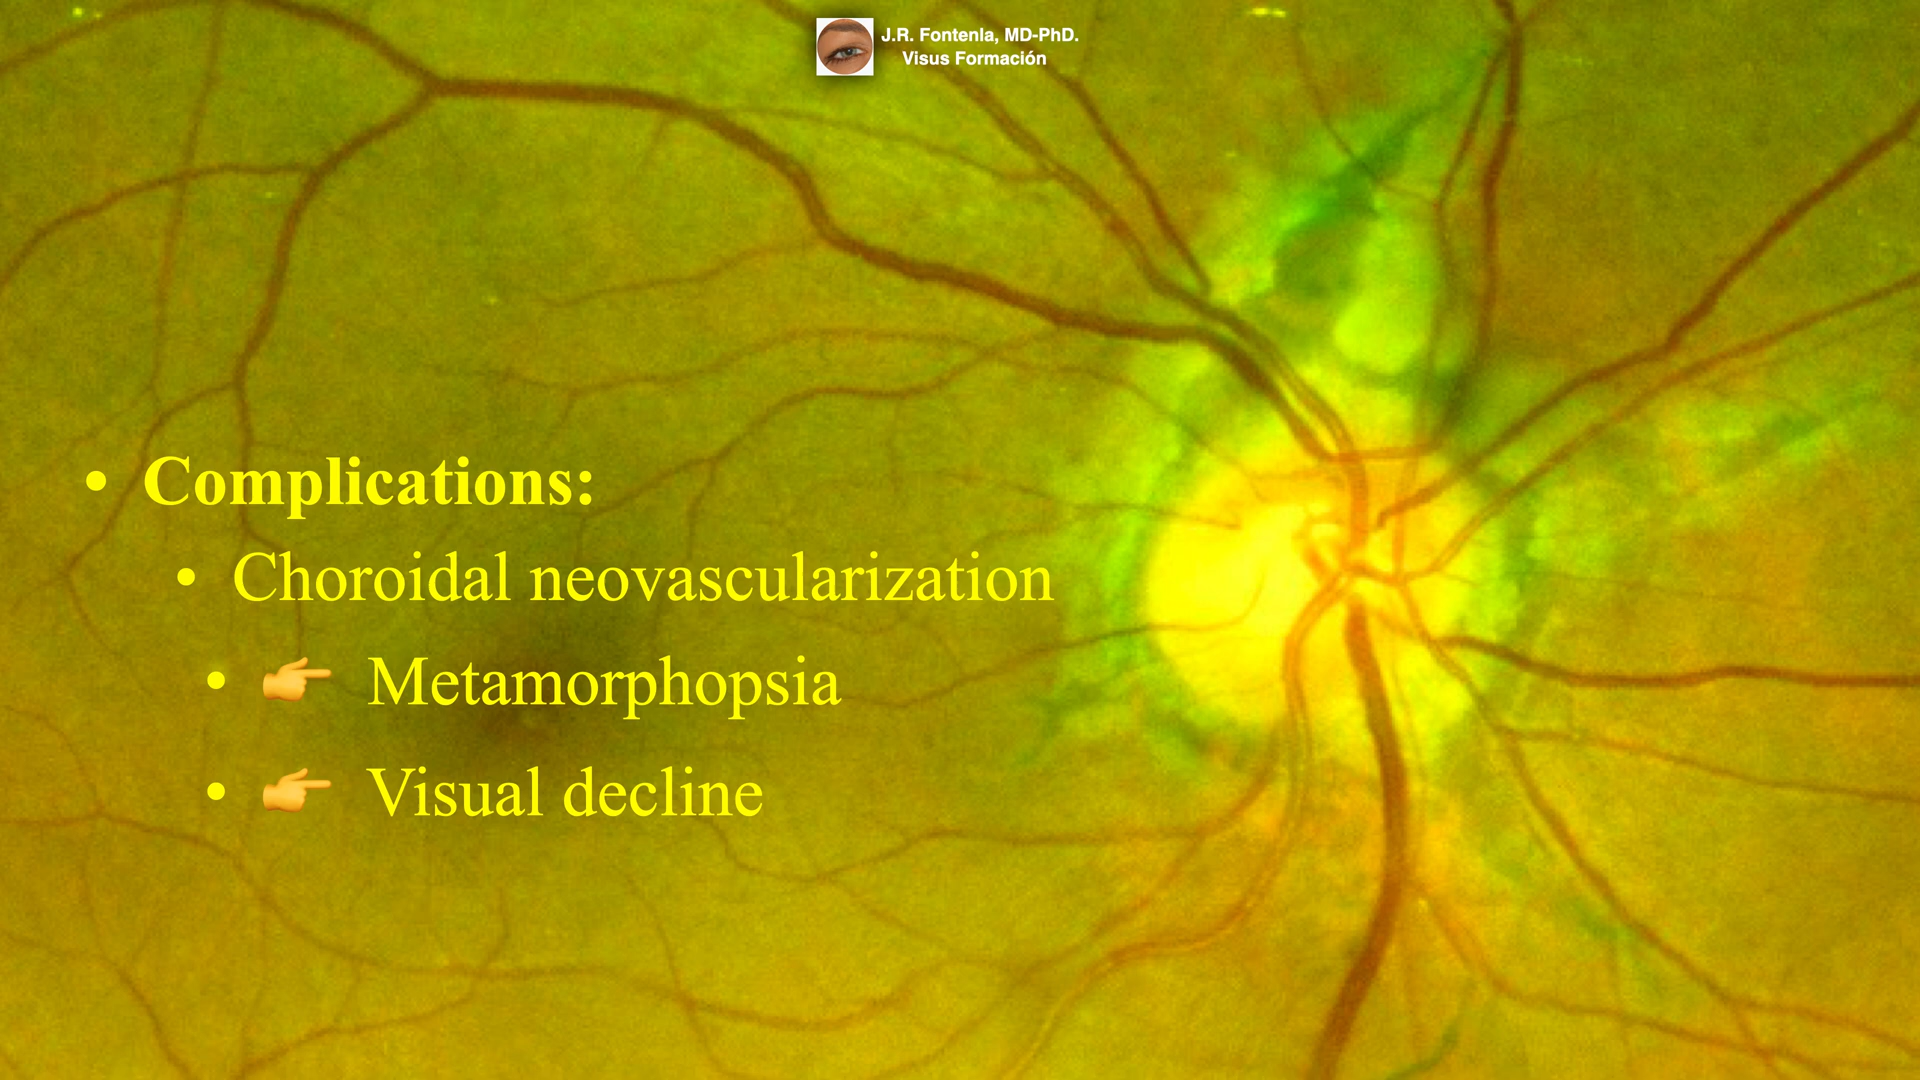 J.R. Fontenla, MD-PhD.
Visus Formación
• Complications:
• Choroidal neovascularization
• 👉 Metamorphopsia
• 👉 Visual decline